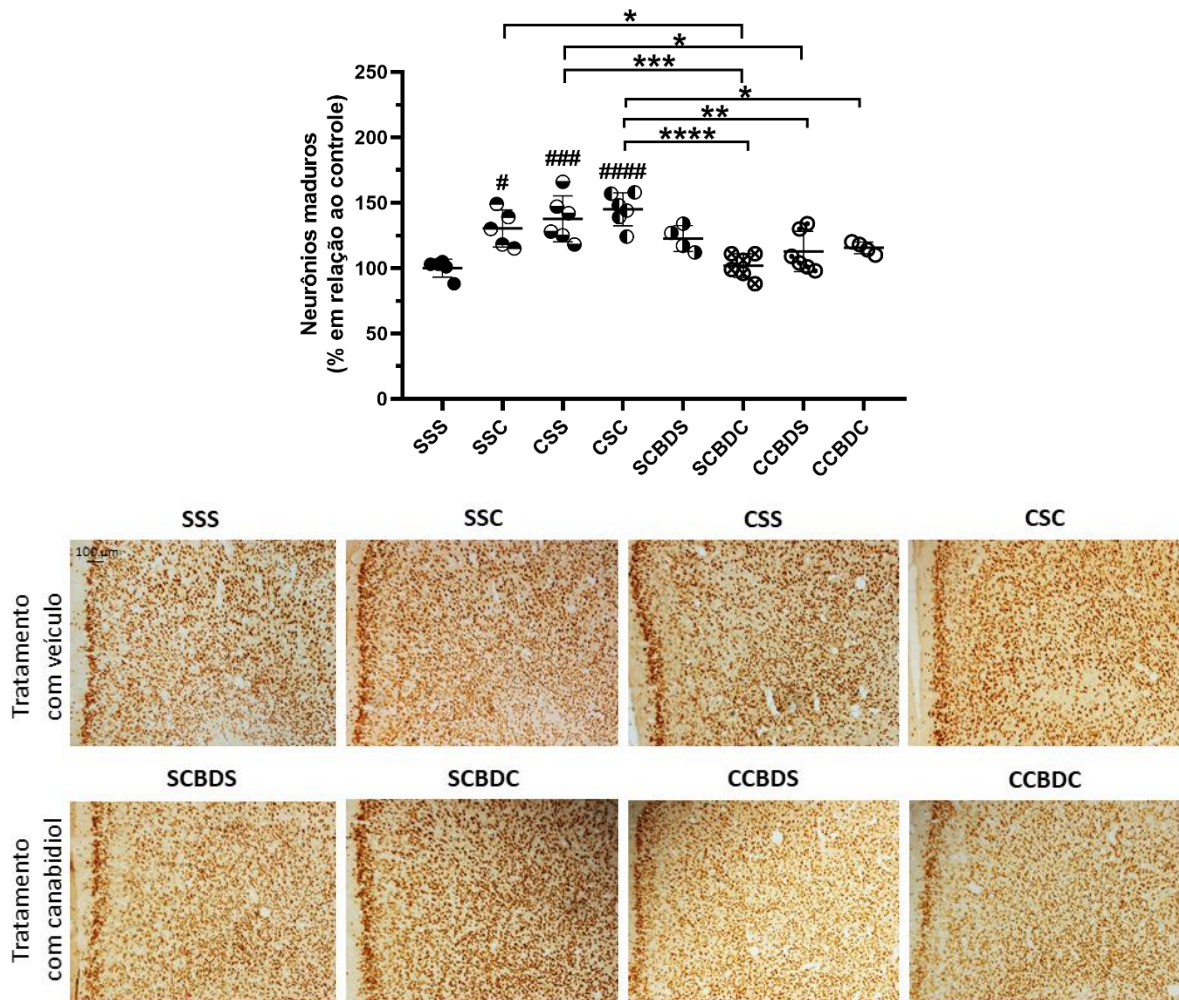 *
*
***
*
**
****
####
###
#
250
200
150
100
50
0
Neurônios maduros
(% em relação ao controle)
SSS
SSC
CSS
CSC
SCBDS
SCBDC
CCBDS
CCBDC
SSS
SSC
CSS
CSC
100 µm
Tratamento
com veículo
SCBDS
SCBDC
CCBDS
CCBDC
Tratamento
com canabidiol